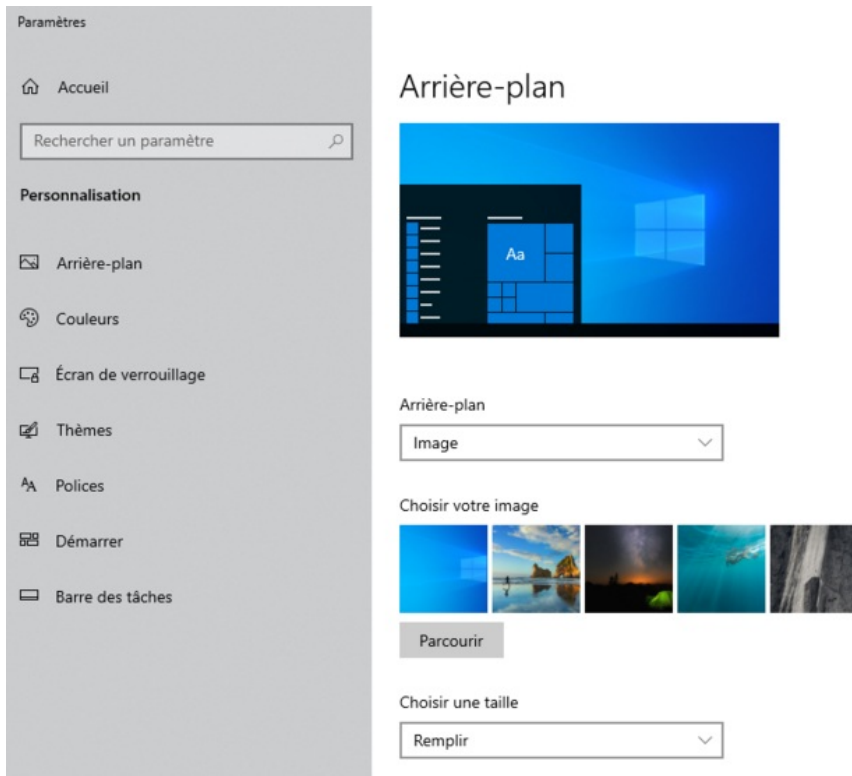 Paramètres
Accueil
Rechercher un paramètre
Personnalisation
Arrière-plan
Couleurs
Écran de verrouillage
Thèmes
Polices
Démarrer
Barre des tâches
Arrière-plan
Aa
Arrière-plan
Image
Choisir votre image
Parcourir
Choisir une taille
Remplir